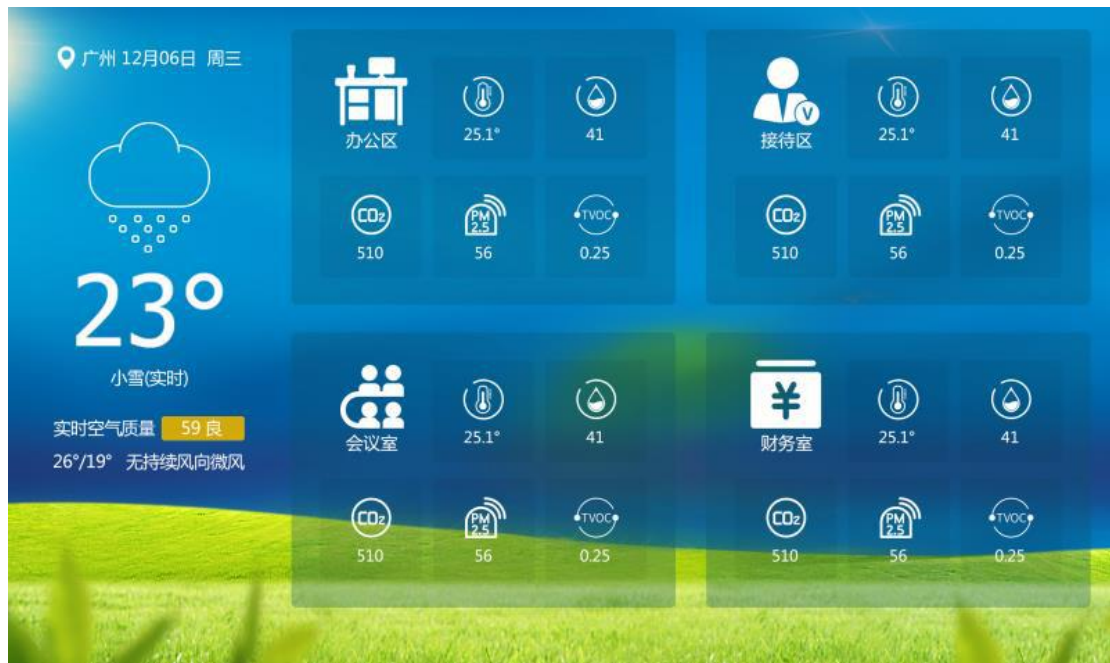 广州 12月06日 周三
23°
小雪(实时)
实时空气质量 59 良
26°/19° 无持续风向微风
办公区 25.1° 41
CO₂ PM2.5 TVOC
510 56 0.25
V
接待区 25.1° 41
CO₂ PM2.5 TVOC
510 56 0.25
会议室 25.1° 41
CO₂ PM2.5 TVOC
510 56 0.25
¥
财务室 25.1° 41
CO₂ PM2.5 TVOC
510 56 0.25